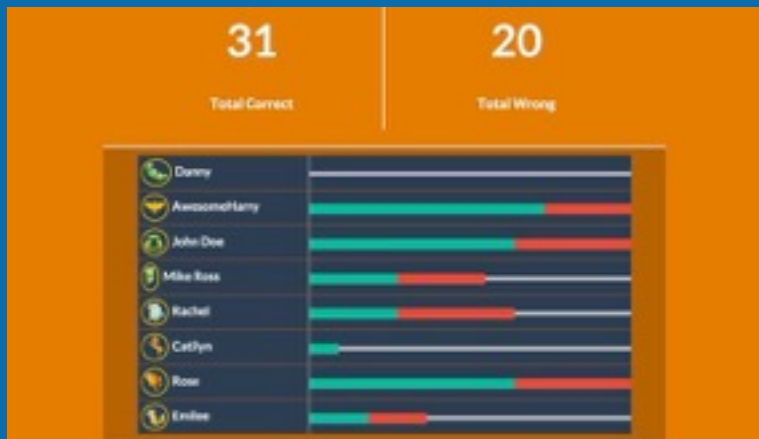 31 20
Total Correct Total Wrong
Danny
AwesomeHarry
John Doe
Mike Ross
Rachel
Catlyn
Rose
Emilee